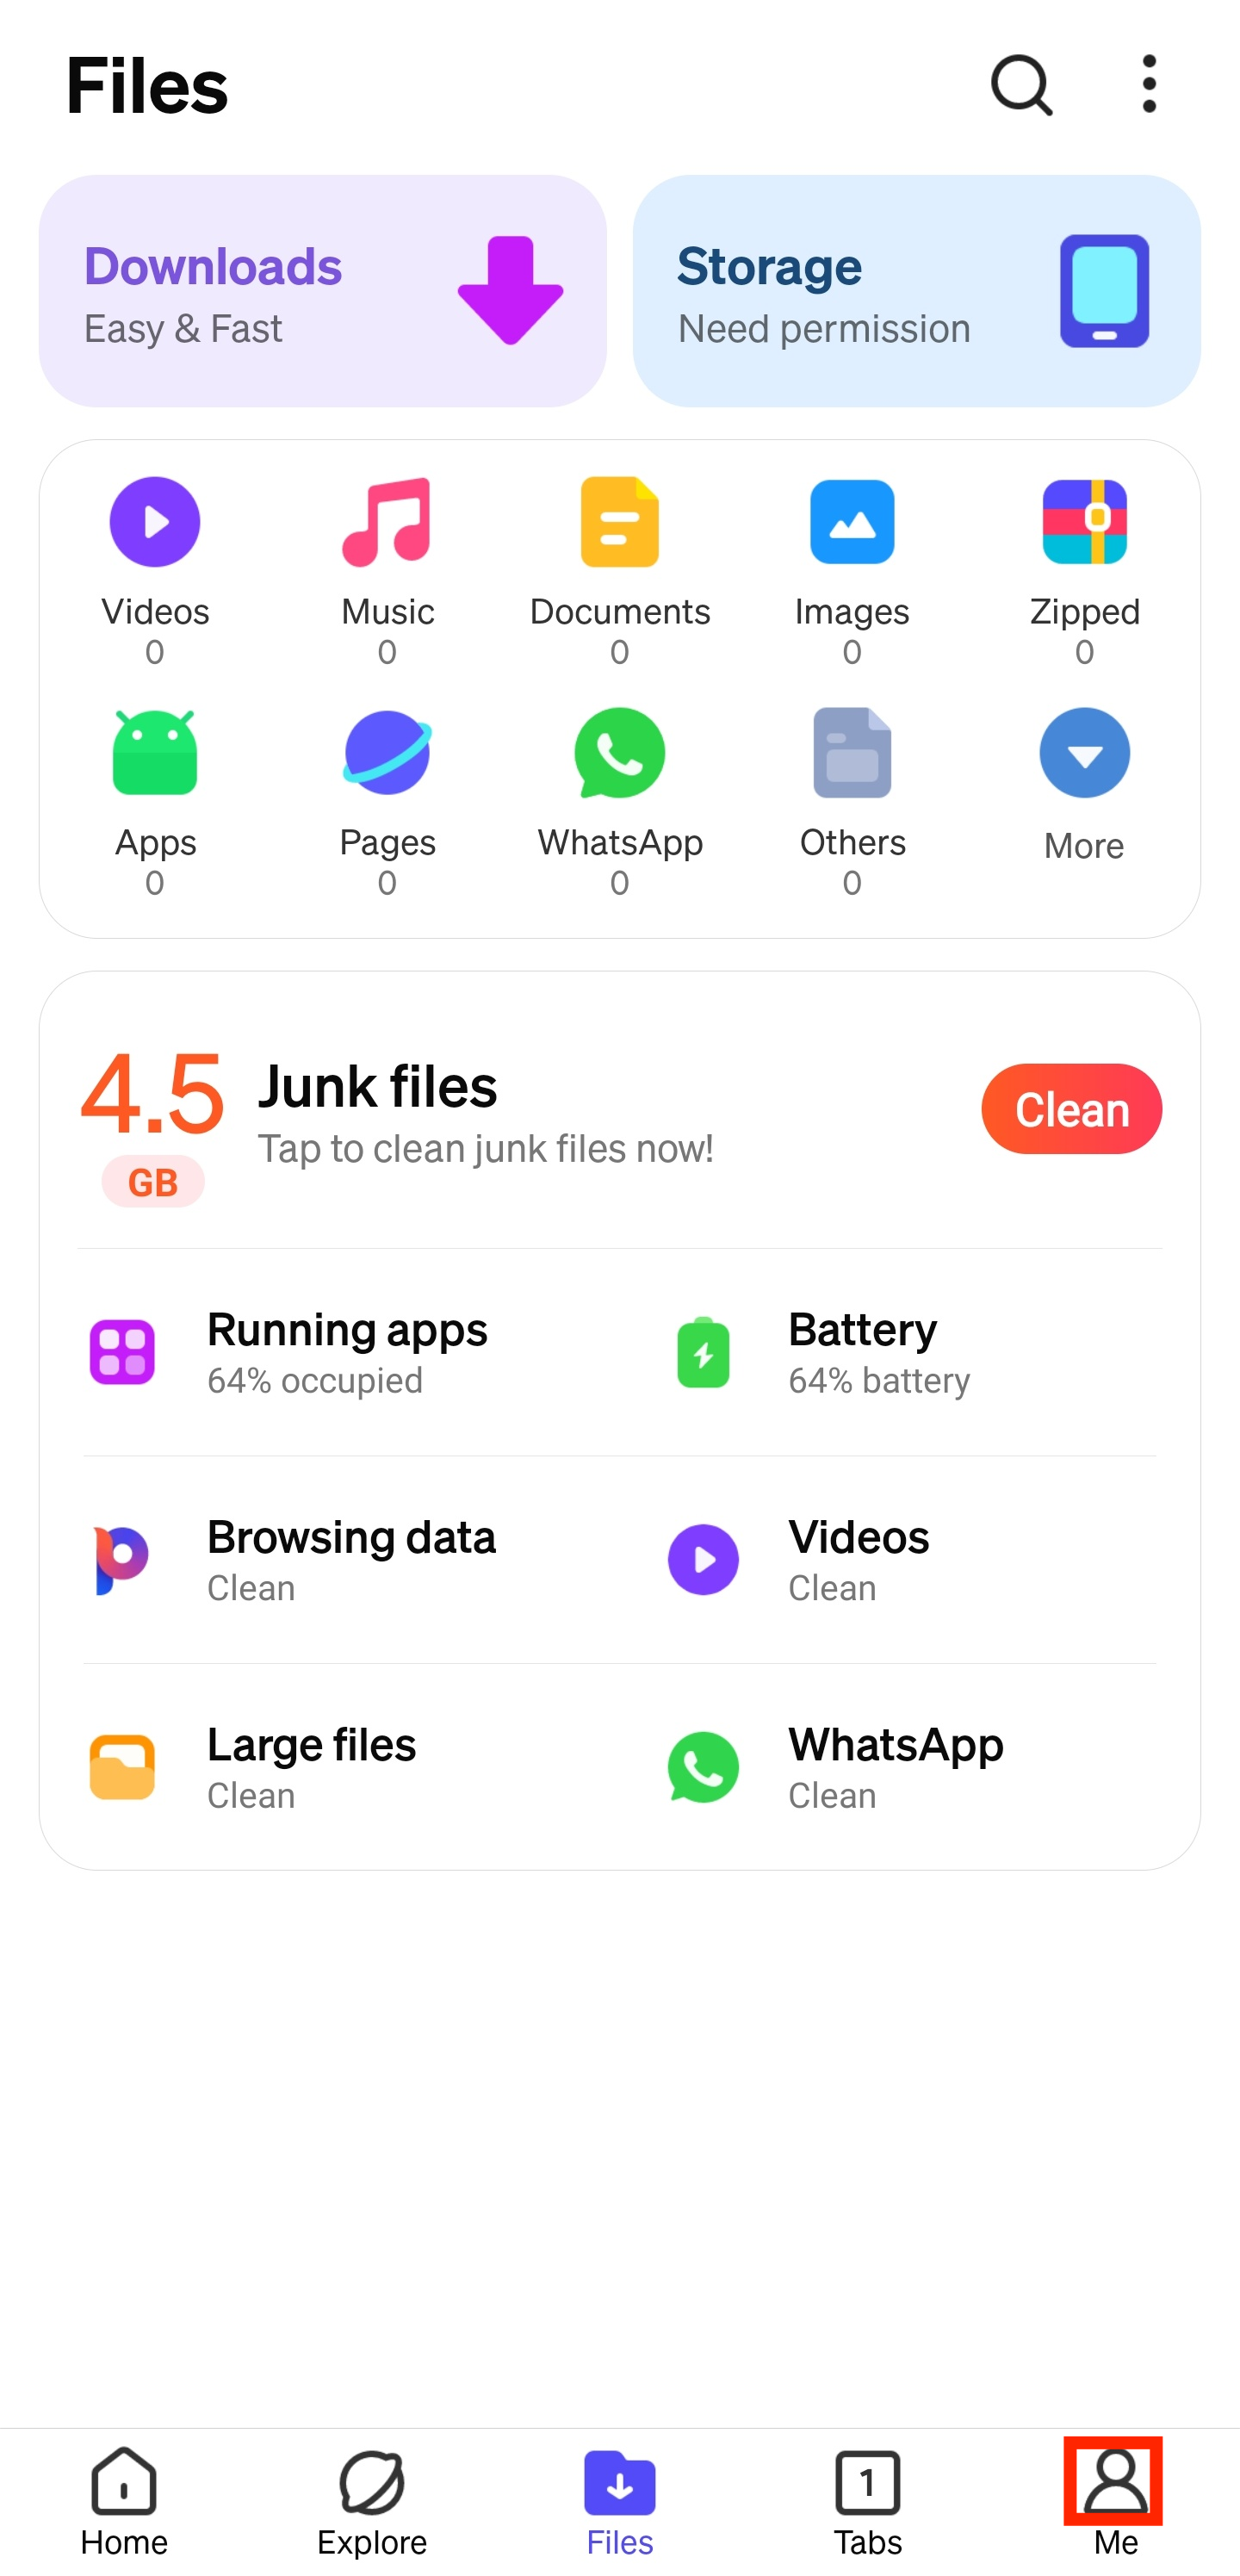 Files
Downloads
Easy & Fast
Storage
Need permission
Videos
0
Music
0
Documents
0
Images
0
Zipped
0
Apps
0
Pages
0
WhatsApp
0
Others
0
More
4.5
GB
Junk files
Tap to clean junk files now!
Clean
Running apps
64% occupied
Battery
64% battery
Browsing data
Clean
Videos
Clean
Large files
Clean
WhatsApp
Clean
Home
Explore
Files
1
Tabs
Me